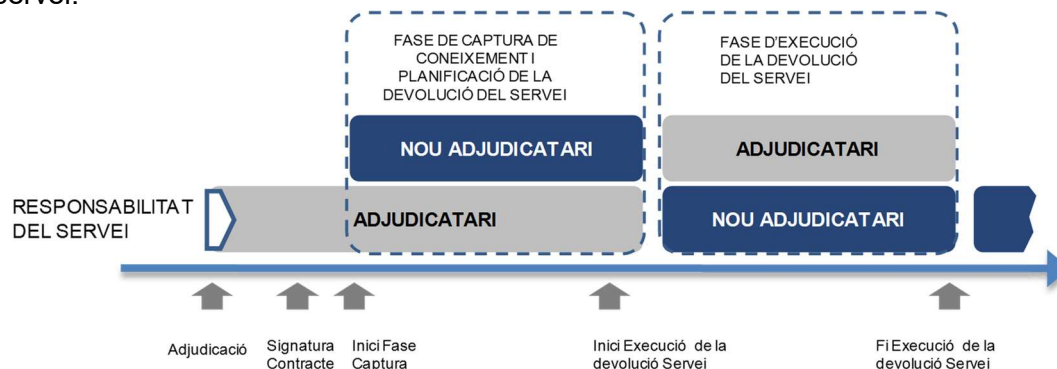 servei.
FASE DE CAPTURA DE
CONEIXEMENT I
PLANIFICACIÓ DE LA
DEVOLUCIÓ DEL SERVEI
FASE D'EXECUCIÓ
DE LA DEVOLUCIÓ
DEL SERVEI
NOU ADJUDICATARI
ADJUDICATARI
RESPONSABILITAT
DEL SERVEI
ADJUDICATARI
NOU ADJUDICATARI
Adjudicació
Signatura
Contracte
Inici Fase
Captura
Inici Execució de la
devolució Servei
Fi Execució de la
devolució Servei